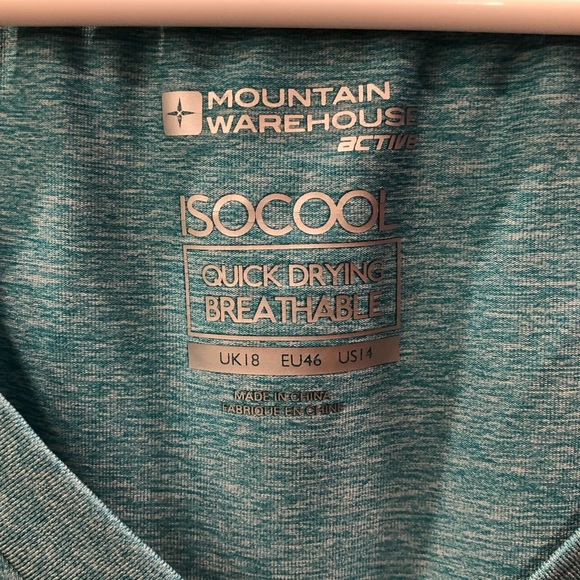 MOUNTAIN
WAREHOUSE
ACTIVE
ISOCOOL
QUICK DRYING
BREATHABLE
UK18 EU46 US14
MADE IN CHINA
FABRIQUE EN CHINE